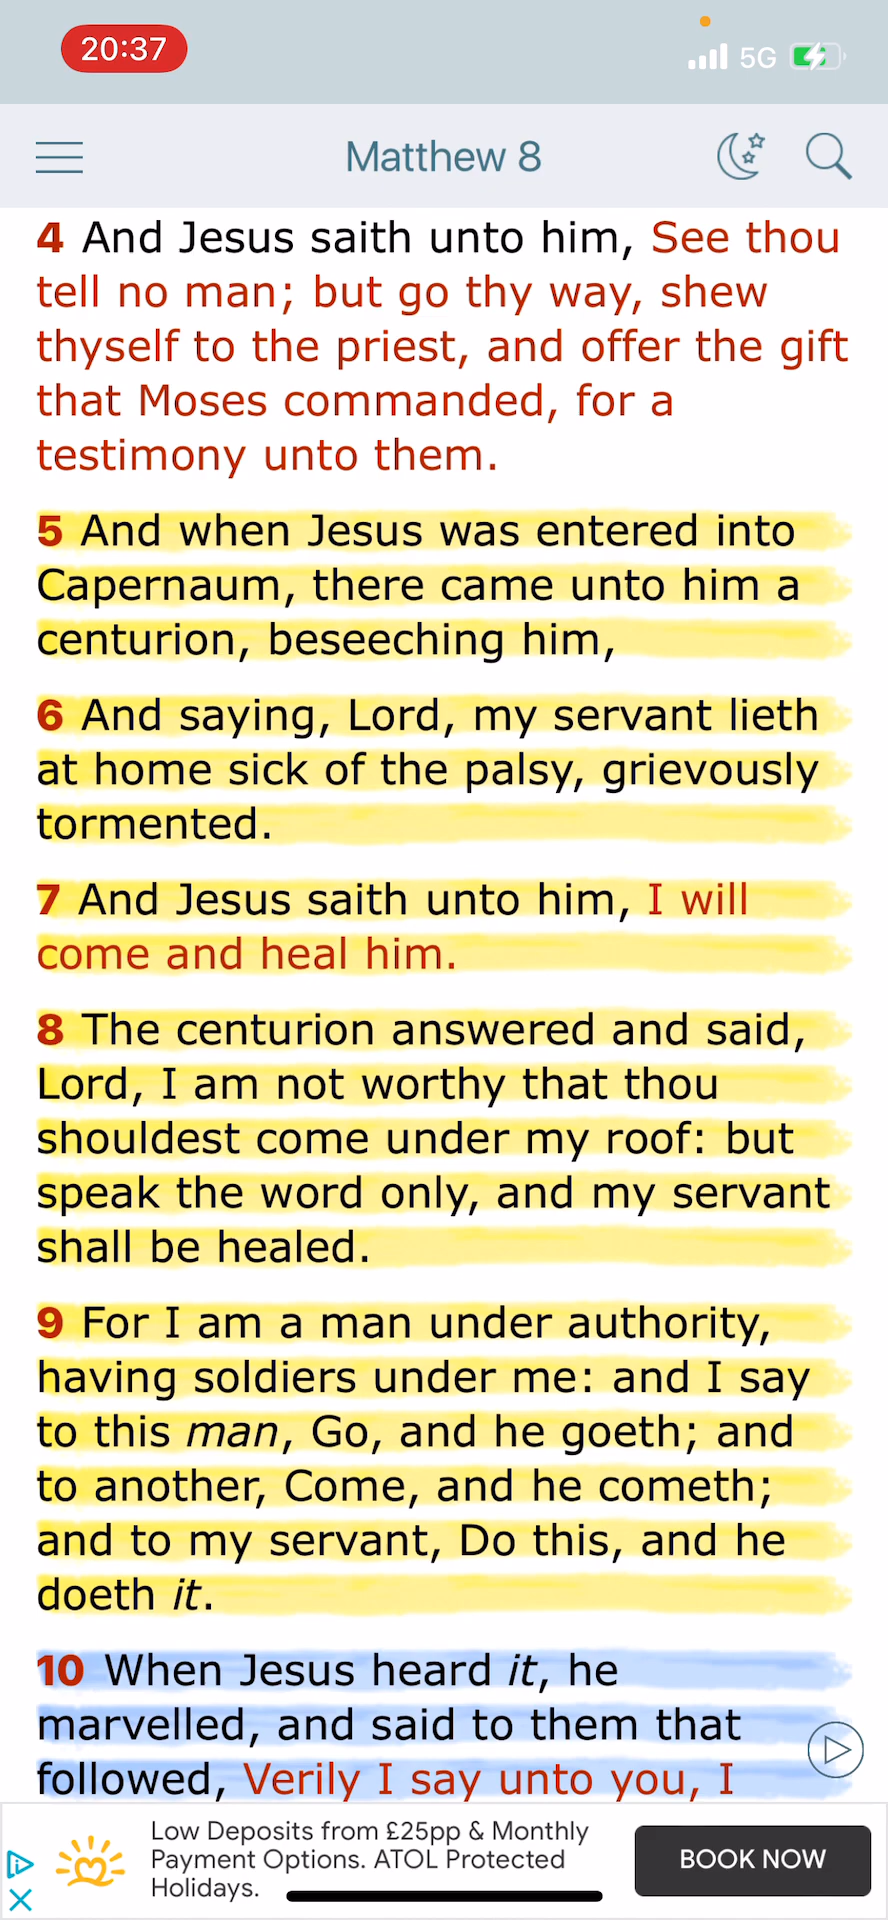 20:37
5G
Matthew 8
4 And Jesus saith unto him, See thou
tell no man; but go thy way, shew
thyself to the priest, and offer the gift
that Moses commanded, for a
testimony unto them.
5 And when Jesus was entered into
Capernaum, there came unto him a
centurion, beseeching him,
6 And saying, Lord, my servant lieth
at home sick of the palsy, grievously
tormented.
7 And Jesus saith unto him, I will
come and heal him.
8 The centurion answered and said,
Lord, I am not worthy that thou
shouldest come under my roof: but
speak the word only, and my servant
shall be healed.
9 For I am a man under authority,
having soldiers under me: and I say
to this man, Go, and he goeth; and
to another, Come, and he cometh;
and to my servant, Do this, and he
doeth it.
10 When Jesus heard it, he
marvelled, and said to them that
followed, Verily I say unto you, I
Low Deposits from £25pp & Monthly
Payment Options. ATOL Protected
Holidays.
BOOK NOW